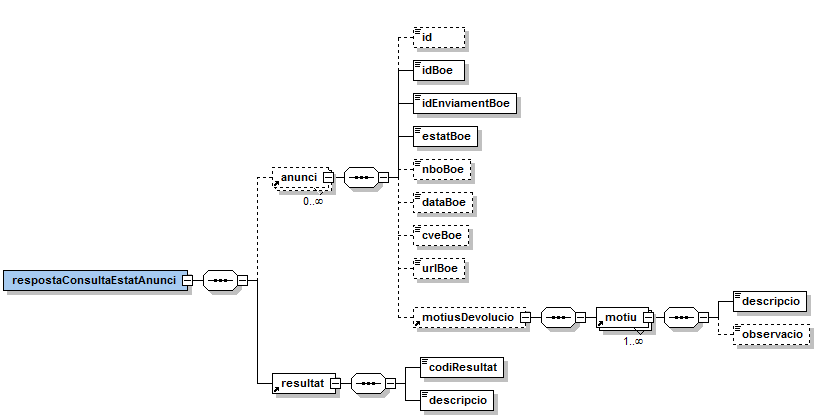 id
idBoe
idEnviamentBoe
estatBoe
nboBoe
anunci
0..∞
dataBoe
cveBoe
urlBoe
respostaConsultaEstatAnunci
motiusDevolucio
motiu
1..∞
descripcio
observacio
resultat
codiResultat
descripcio